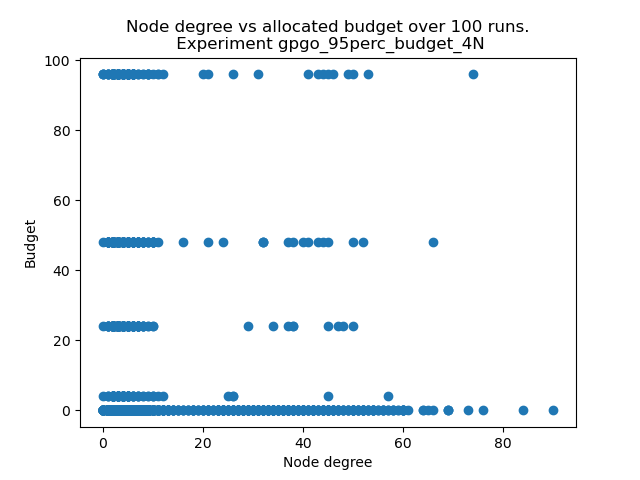 Node degree vs allocated budget over 100 runs.
Experiment gpgo_95perc_budget_4N
100
80
60
40
20
0
Budget
0 20 40 60 80
Node degree